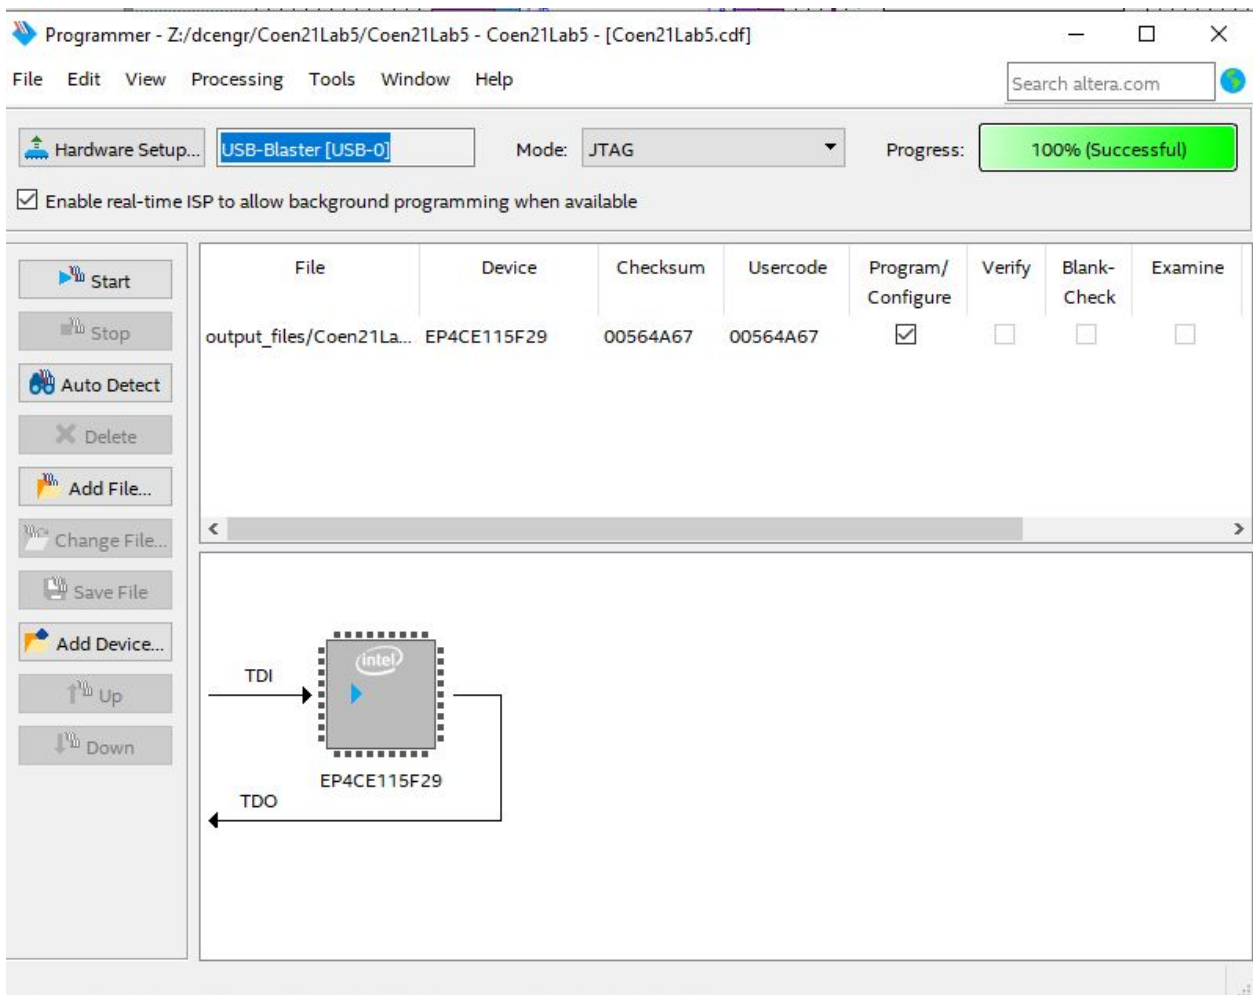 Programmer - Z:/dcengr/Coen21Lab5/Coen21Lab5 - Coen21Lab5 - [Coen21Lab5.cdf]
File Edit View Processing Tools Window Help
Search altera.com
Hardware Setup... USB-Blaster [USB-0] Mode: JTAG Progress: 100% (Successful)
Enable real-time ISP to allow background programming when available
Start
Stop
Auto Detect
Delete
Add File...
Change File...
Save File
Add Device...
Up
Down
File Device Checksum Usercode Program/ Verify Blank- Examine
Configure Check
output_files/Coen21La... EP4CE115F29 00564A67 00564A67
intel
TDI
EP4CE115F29
TDO